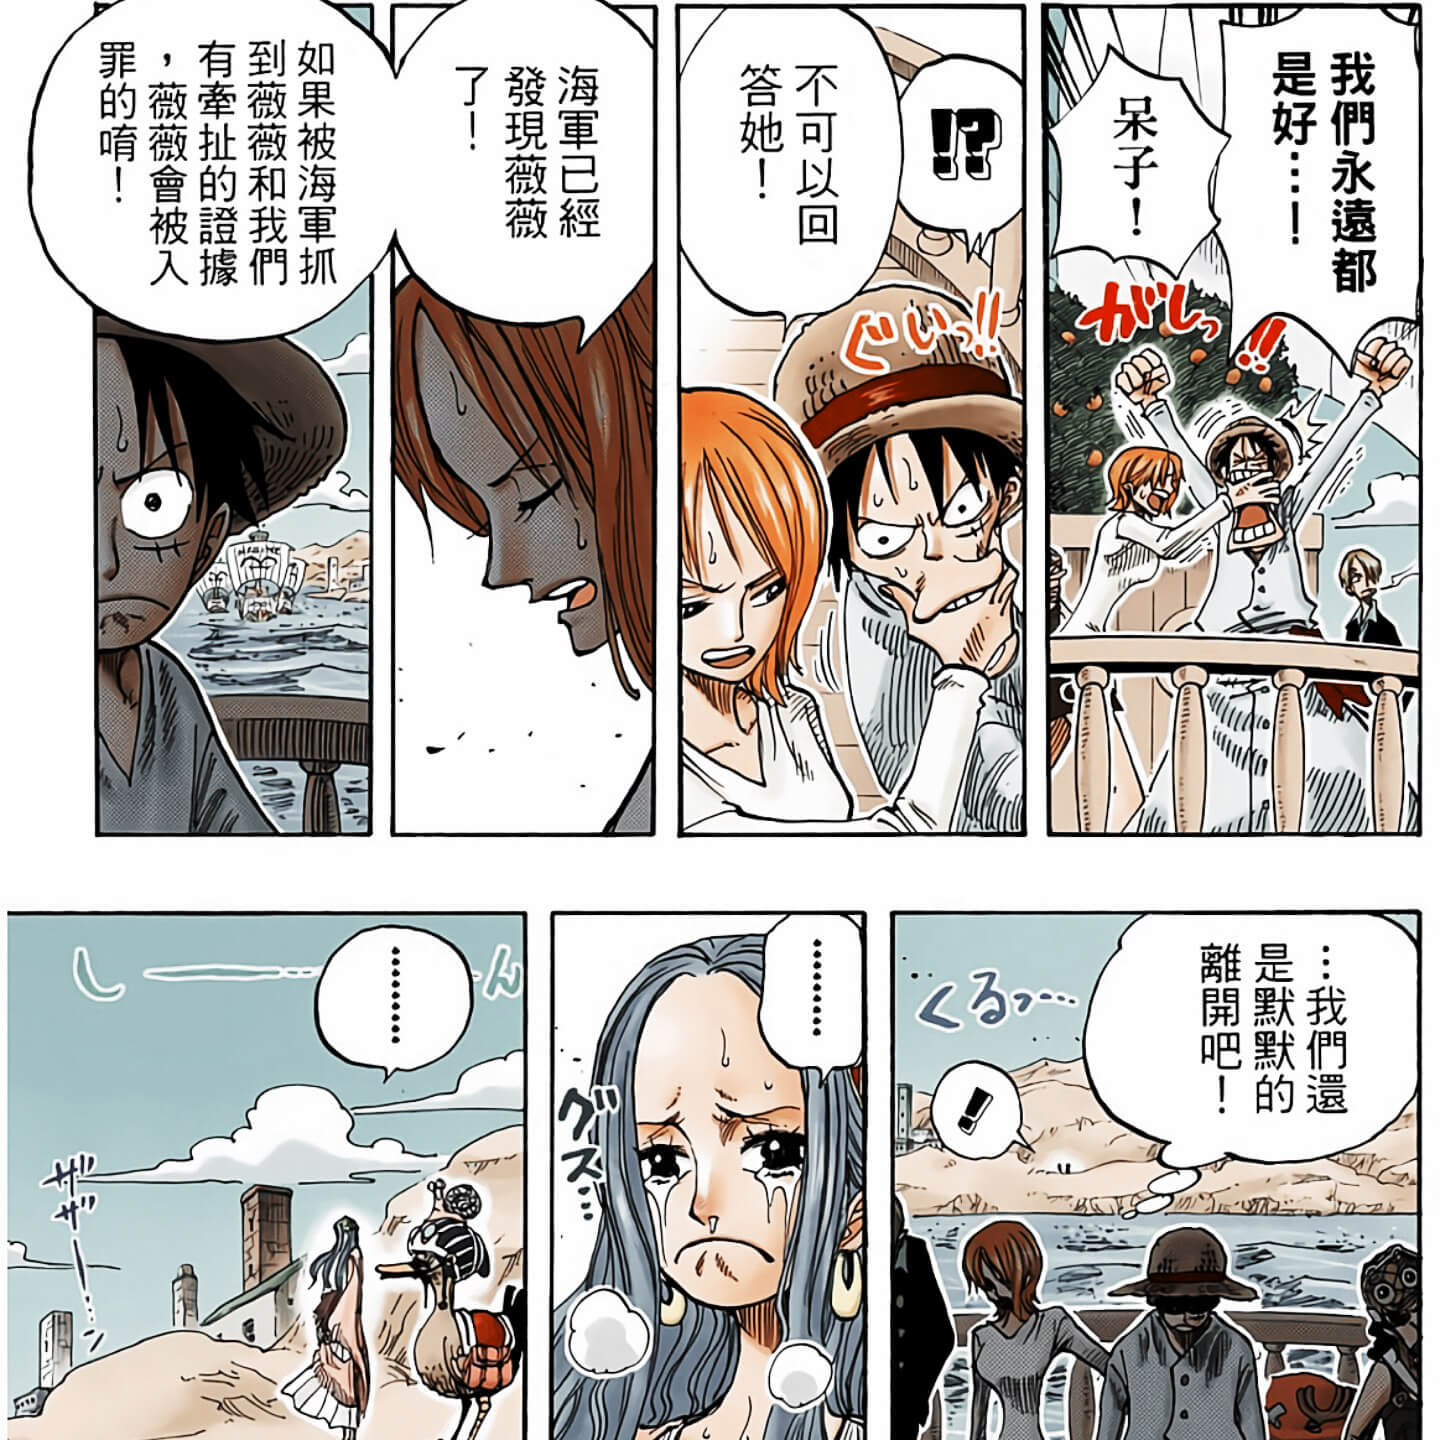 我們永遠都
是好…！
呆子！
がしっ
!!
!?
不可以回
答她！
ぐいっ!!
海軍已經
發現薇薇
了！
如果被海軍抓
到薇薇和我們
有牽扯的證據
，薇薇會被入
罪的唷！
MARINE
…我們還
是默默的
離開吧！
くるっ…
!
………
グス…
………
しーん
ザザーン…